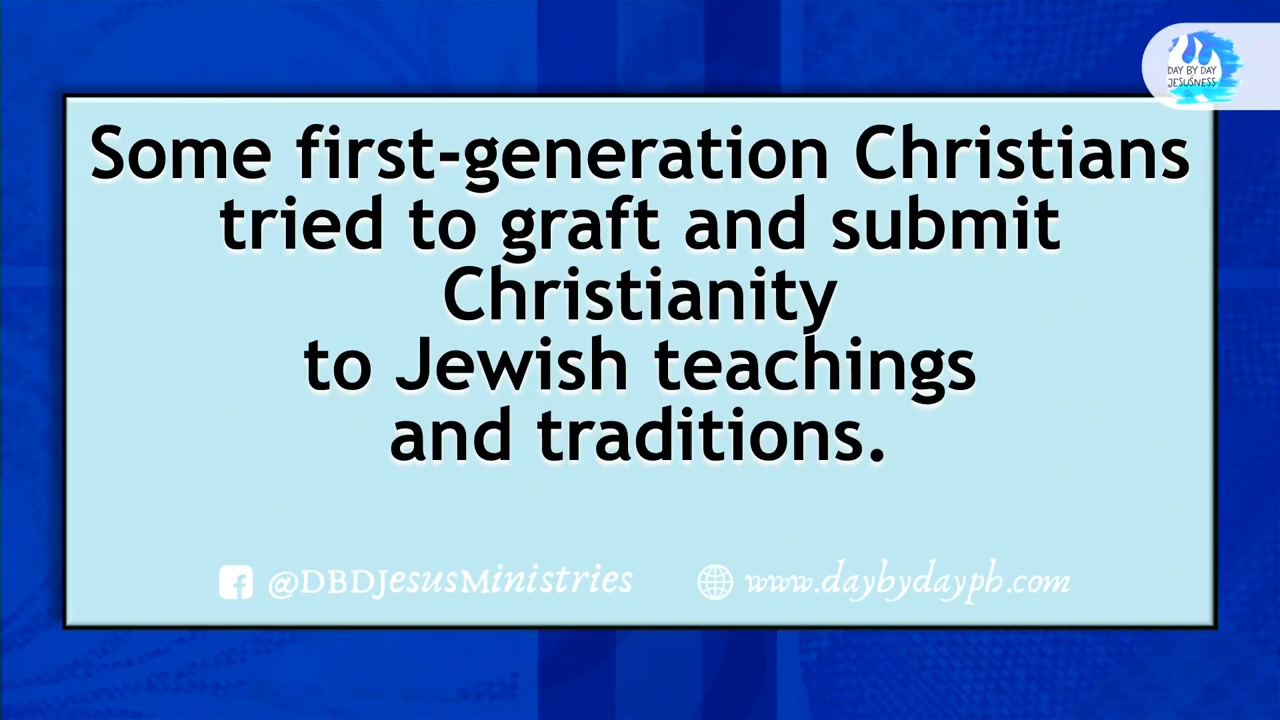 DAY BY DAY
JESUSNESS
Some first-generation Christians
tried to graft and submit
Christianity
to Jewish teachings
and traditions.
@DBDJesusMinistries
www.daybydayph.com